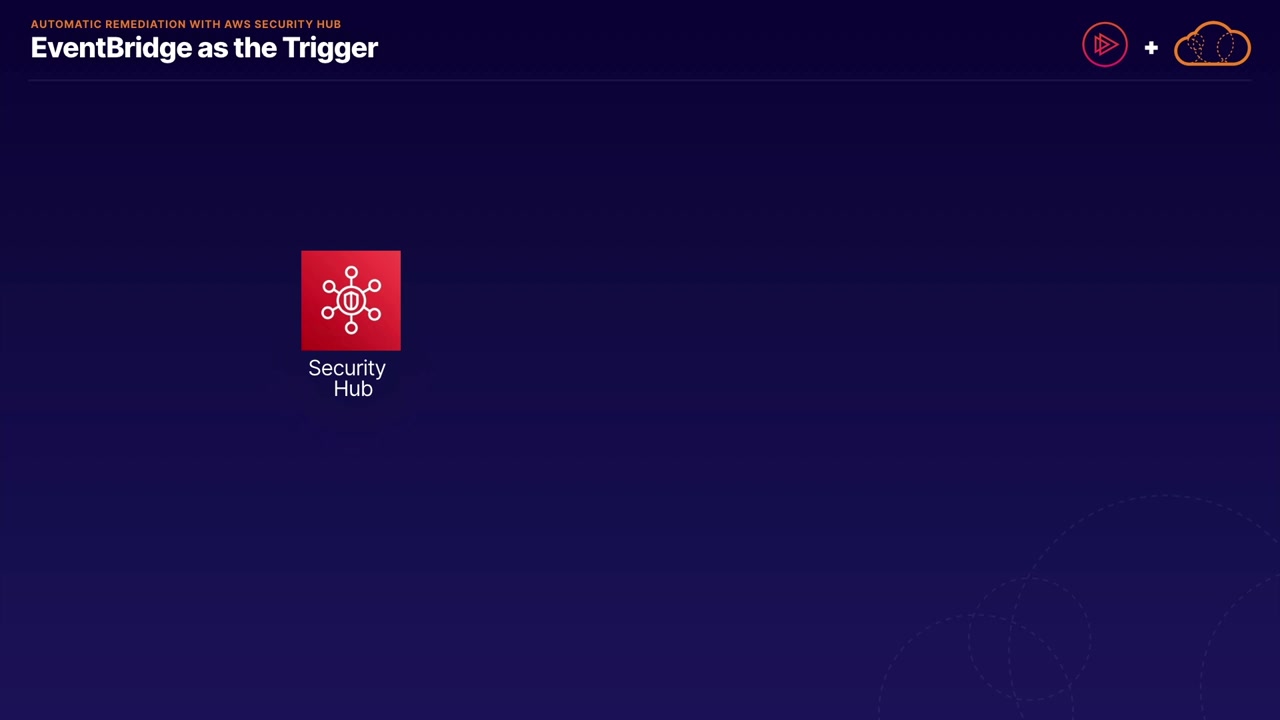 AUTOMATIC REMEDIATION WITH AWS SECURITY HUB
EventBridge as the Trigger
Security
Hub